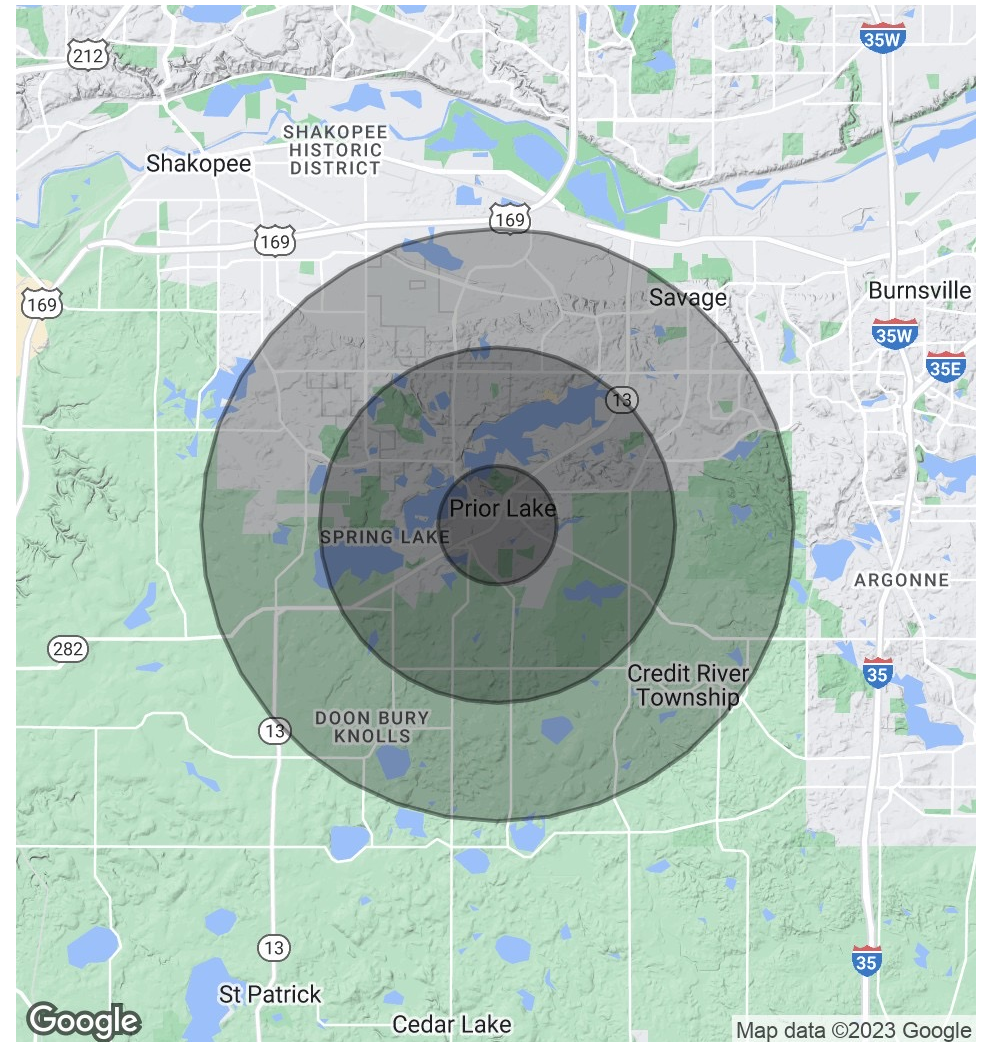 35W
212
SHAKOPEE
HISTORIC
DISTRICT
Shakopee
169
169
169
Savage
Burnsville
35W
35E
13
Prior Lake
SPRING LAKE
ARGONNE
282
Credit River
Township
35
DOON BURY
KNOLLS
13
13
35
St Patrick
Cedar Lake
Google
Map data ©2023 Google